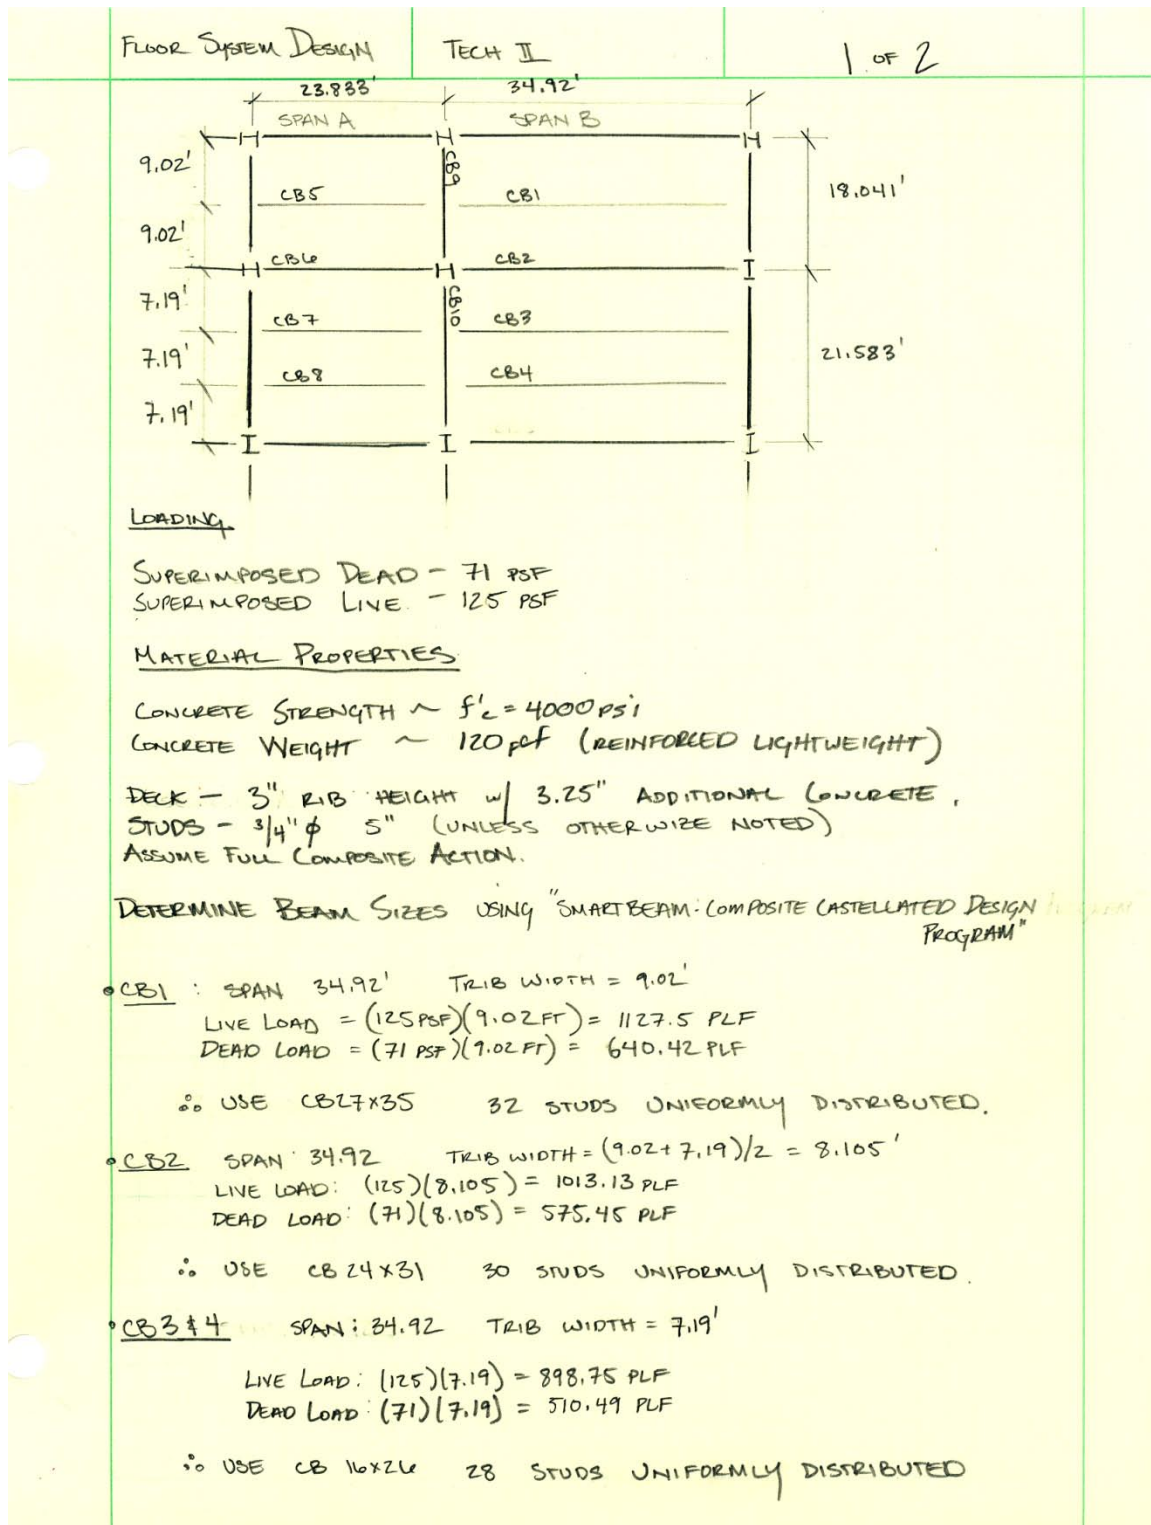 FLOOR SYSTEM DESIGN TECH II 1 OF 2
23.833' 34.92'
SPAN A SPAN B
9.02' CB9
CB5 CB1 18.041'
9.02'
CB6 CB2
7.19' CB10
CB7 CB3
7.19' 21.583'
CB8 CB4
7.19'
LOADING
SUPERIMPOSED DEAD - 71 PSF
SUPERIMPOSED LIVE - 125 PSF
MATERIAL PROPERTIES
CONCRETE STRENGTH ~ f'c = 4000 psi
CONCRETE WEIGHT ~ 120 pcf (REINFORCED LIGHTWEIGHT)
DECK - 3" RIB HEIGHT w/ 3.25" ADDITIONAL CONCRETE,
STUDS - 3/4" φ 5" (UNLESS OTHERWIZE NOTED)
ASSUME FULL COMPOSITE ACTION.
DETERMINE BEAM SIZES USING "SMARTBEAM: COMPOSITE CASTELLATED DESIGN
PROGRAM"
• CB1 : SPAN 34.92' TRIB WIDTH = 9.02'
LIVE LOAD = (125 PSF)(9.02 FT) = 1127.5 PLF
DEAD LOAD = (71 PSF)(9.02 FT) = 640.42 PLF
∴ USE CB27x35 32 STUDS UNIFORMLY DISTRIBUTED.
• CB2 SPAN 34.92 TRIB WIDTH = (9.02 + 7.19)/2 = 8.105'
LIVE LOAD: (125)(8.105) = 1013.13 PLF
DEAD LOAD: (71)(8.105) = 575.45 PLF
∴ USE CB 24x31 30 STUDS UNIFORMLY DISTRIBUTED.
• CB3 & 4 SPAN: 34.92 TRIB WIDTH = 7.19'
LIVE LOAD: (125)(7.19) = 898.75 PLF
DEAD LOAD: (71)(7.19) = 510.49 PLF
∴ USE CB 16x26 28 STUDS UNIFORMLY DISTRIBUTED